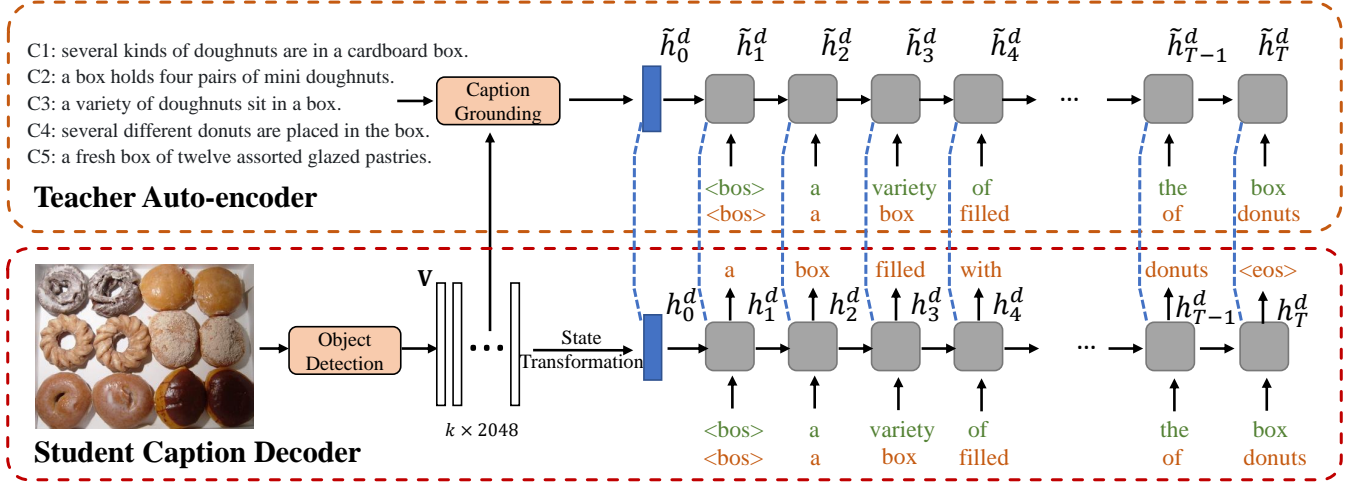 C1: several kinds of doughnuts are in a cardboard box.
C2: a box holds four pairs of mini doughnuts.
C3: a variety of doughnuts sit in a box.
C4: several different donuts are placed in the box.
C5: a fresh box of twelve assorted glazed pastries.
Teacher Auto-encoder
Caption Grounding
h̃₀ᵈ h̃₁ᵈ h̃₂ᵈ h̃₃ᵈ h̃₄ᵈ h̃ᵈ_{T−1} h̃ᵈ_T
...
<bos> a variety of the box
<bos> a box filled of donuts
Object Detection
V
...
k × 2048
State Transformation
a box filled with donuts <eos>
h₀ᵈ h₁ᵈ h₂ᵈ h₃ᵈ h₄ᵈ hᵈ_{T−1} hᵈ_T
...
<bos> a variety of the box
<bos> a box filled of donuts
Student Caption Decoder